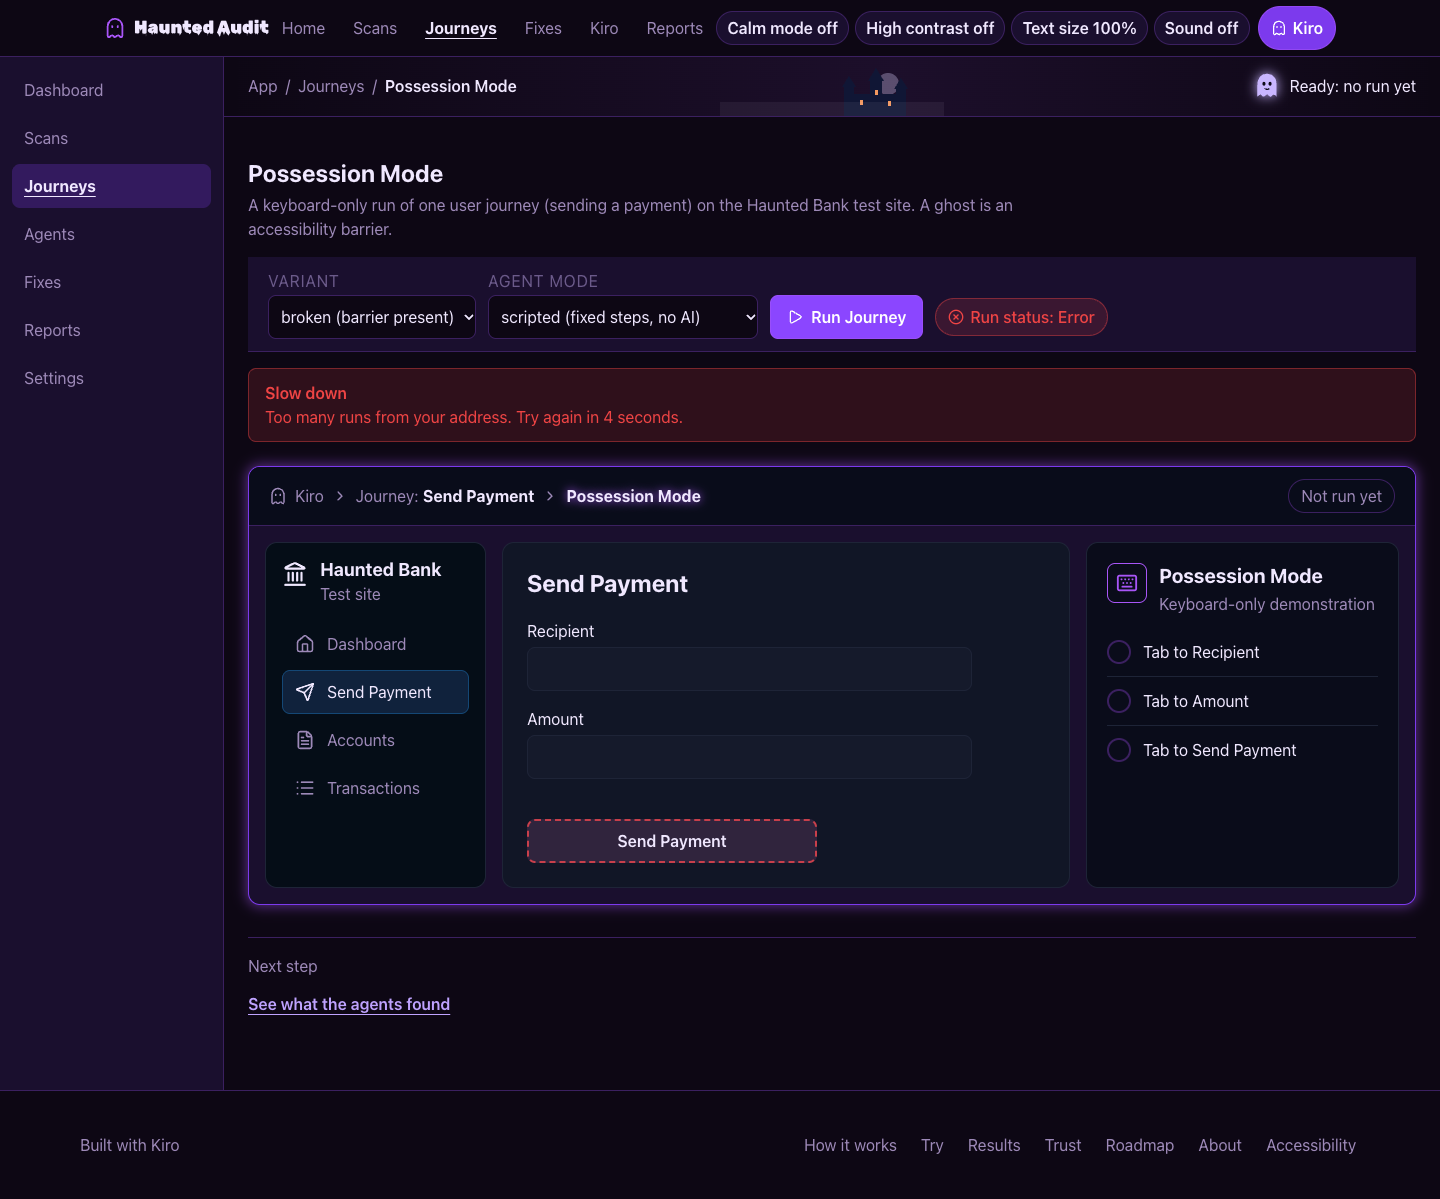 Haunted Audit
Home
Scans
Journeys
Fixes
Kiro
Reports
Calm mode off
High contrast off
Text size 100%
Sound off
Kiro
Dashboard
Scans
Journeys
Agents
Fixes
Reports
Settings
App / Journeys / Possession Mode
Ready: no run yet
Possession Mode
A keyboard-only run of one user journey (sending a payment) on the Haunted Bank test site. A ghost is an
accessibility barrier.
VARIANT
broken (barrier present)
AGENT MODE
scripted (fixed steps, no AI)
Run Journey
Run status: Error
Slow down
Too many runs from your address. Try again in 4 seconds.
Kiro > Journey: Send Payment > Possession Mode
Not run yet
Haunted Bank
Test site
Dashboard
Send Payment
Accounts
Transactions
Send Payment
Recipient
Amount
Send Payment
Possession Mode
Keyboard-only demonstration
Tab to Recipient
Tab to Amount
Tab to Send Payment
Next step
See what the agents found
Built with Kiro
How it works
Try
Results
Trust
Roadmap
About
Accessibility